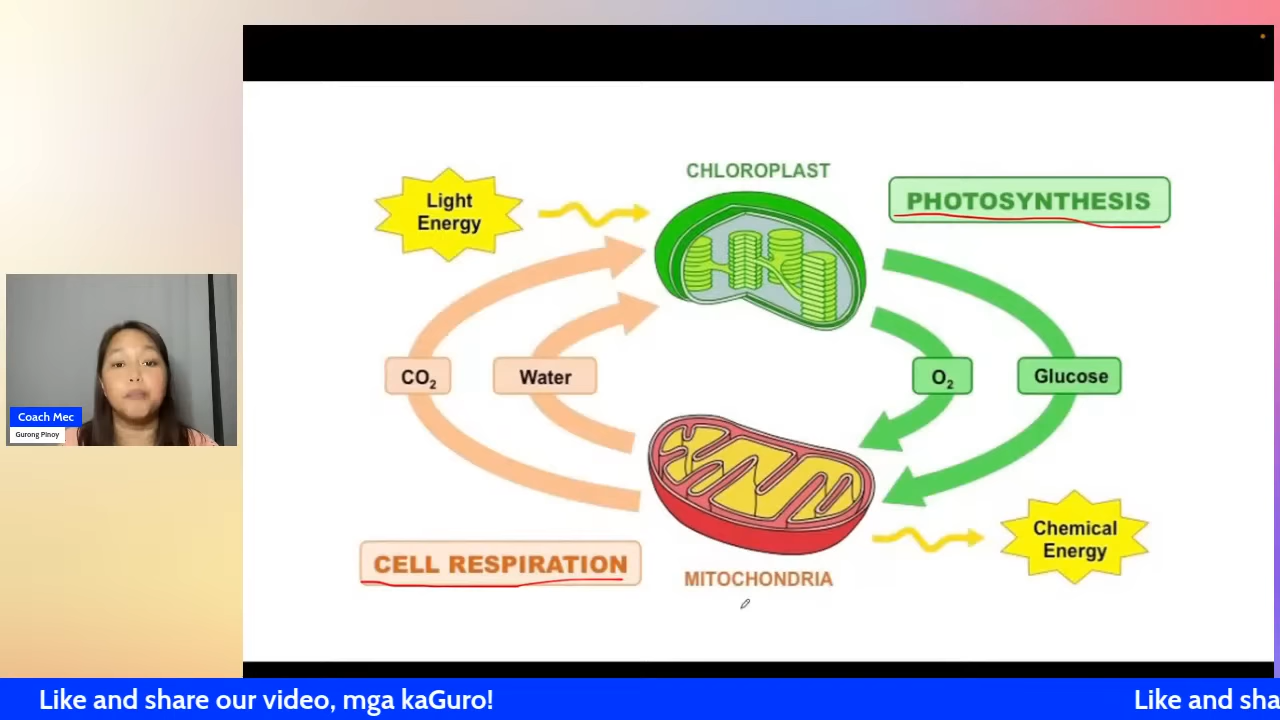 CHLOROPLAST
Light
Energy
PHOTOSYNTHESIS
CO₂
Water
O₂
Glucose
Coach Mec
Gurong Pinoy
Chemical
Energy
CELL RESPIRATION
MITOCHONDRIA
Like and share our video, mga kaGuro!
Like and sha